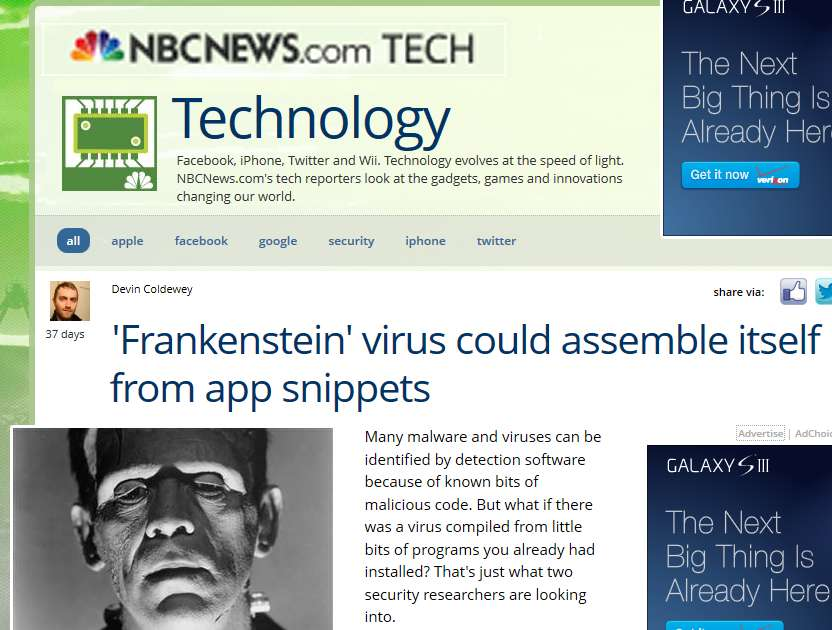 NBCNEWS.com TECH
Technology
Facebook, iPhone, Twitter and Wii. Technology evolves at the speed of light.
NBCNews.com's tech reporters look at the gadgets, games and innovations
changing our world.
all apple facebook google security iphone twitter
GALAXY S III
The Next
Big Thing Is
Already Her
Get it now verizon
Devin Coldewey
share via:
37 days
'Frankenstein' virus could assemble itself
from app snippets
Many malware and viruses can be
identified by detection software
because of known bits of
malicious code. But what if there
was a virus compiled from little
bits of programs you already had
installed? That's just what two
security researchers are looking
into.
Advertise | AdChoic
GALAXY S III
The Next
Big Thing Is
Already Here